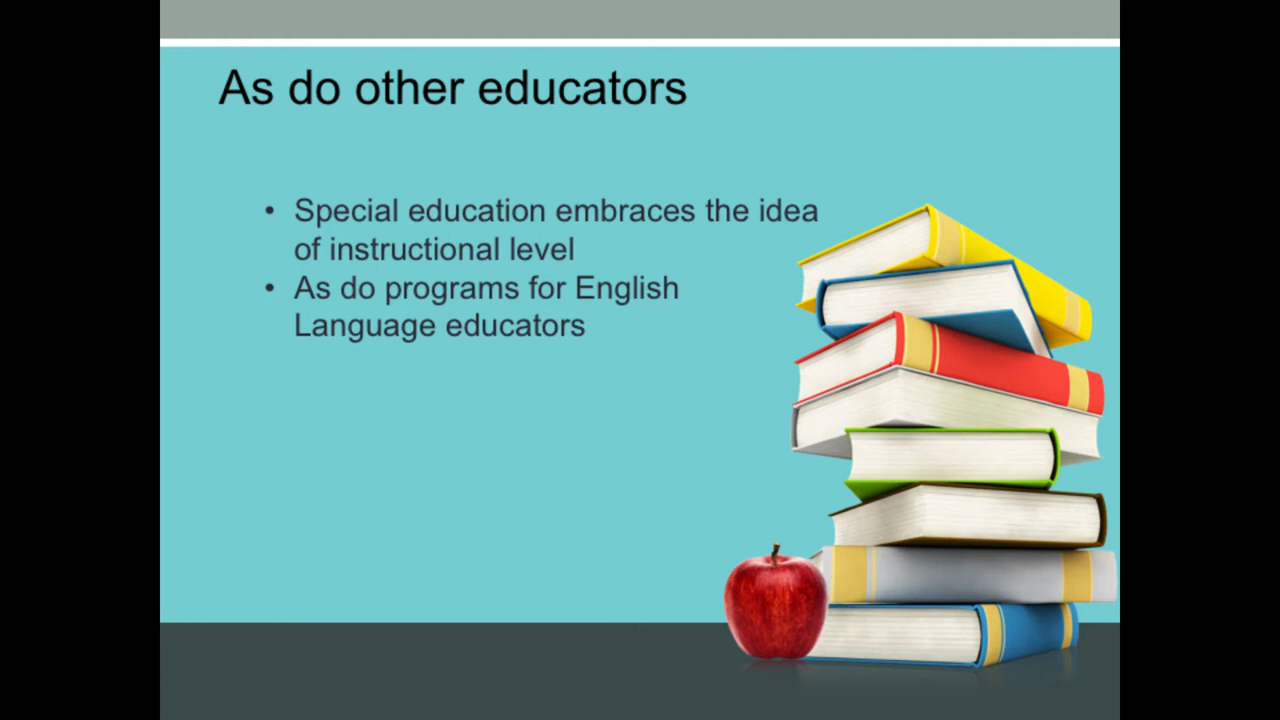 As do other educators
• Special education embraces the idea
of instructional level
• As do programs for English
Language educators